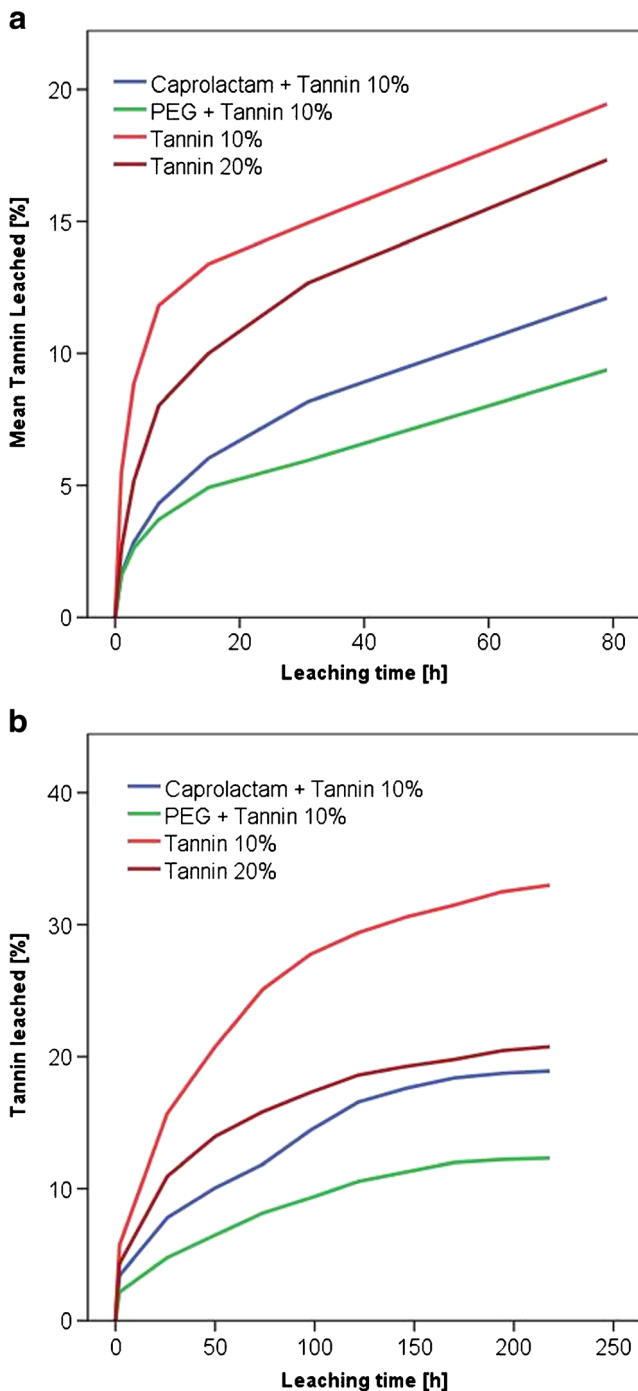 a
20
15
10
5
0
Mean Tannin Leached [%]
Caprolactam + Tannin 10%
PEG + Tannin 10%
Tannin 10%
Tannin 20%
0 20 40 60 80
Leaching time [h]
b
40
30
20
10
0
Tannin leached [%]
Caprolactam + Tannin 10%
PEG + Tannin 10%
Tannin 10%
Tannin 20%
0 50 100 150 200 250
Leaching time [h]